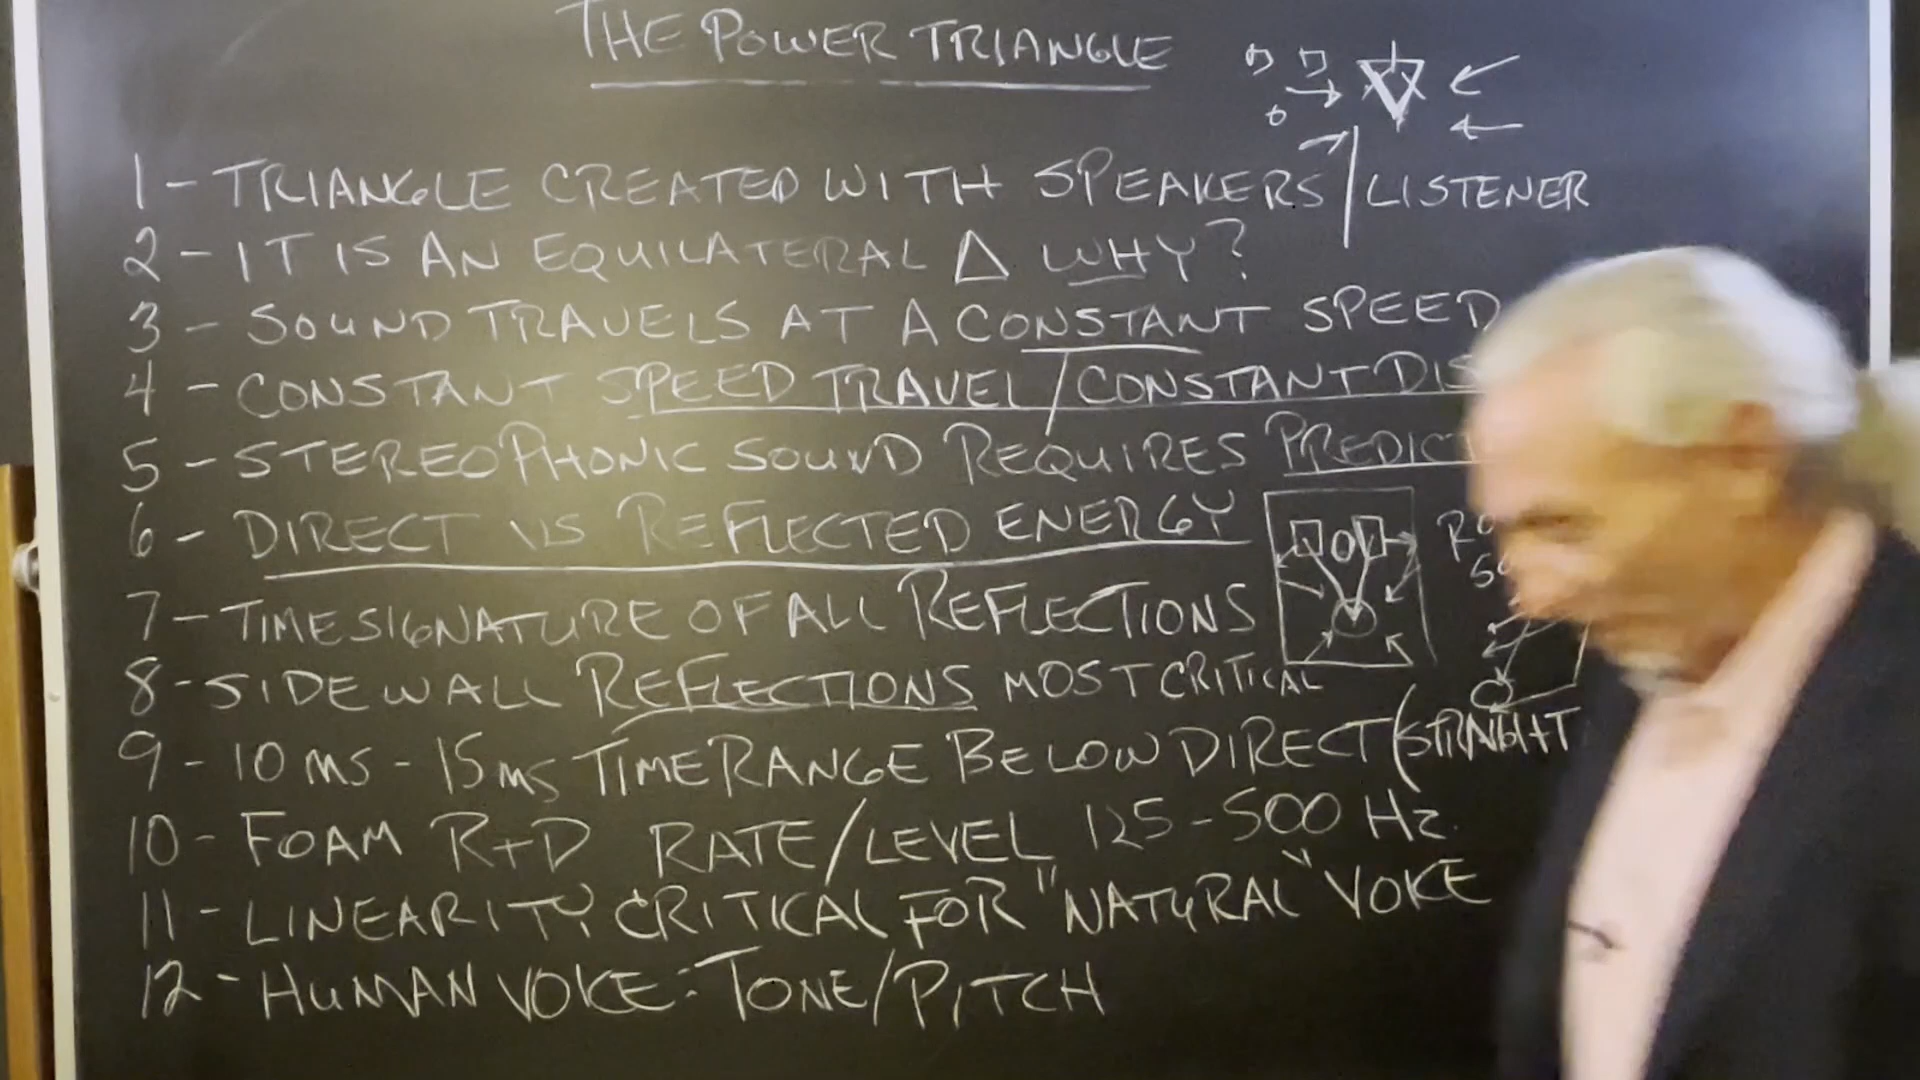 THE POWER TRIANGLE
1 - TRIANGLE CREATED WITH SPEAKERS/LISTENER
2 - IT IS AN EQUILATERAL Δ WHY?
3 - SOUND TRAVELS AT A CONSTANT SPEED
4 - CONSTANT SPEED TRAVEL/CONSTANT DIS
5 - STEREOPHONIC SOUND REQUIRES PREDICT
6 - DIRECT VS REFLECTED ENERGY
7 - TIME SIGNATURE OF ALL REFLECTIONS
8 - SIDEWALL REFLECTIONS MOST CRITICAL
9 - 10 ms - 15 ms TIME RANGE BELOW DIRECT (STRAIGHT
10 - FOAM R+D RATE/LEVEL 125-500 Hz.
11 - LINEARITY CRITICAL FOR "NATURAL" VOICE
12 - HUMAN VOICE: TONE/PITCH